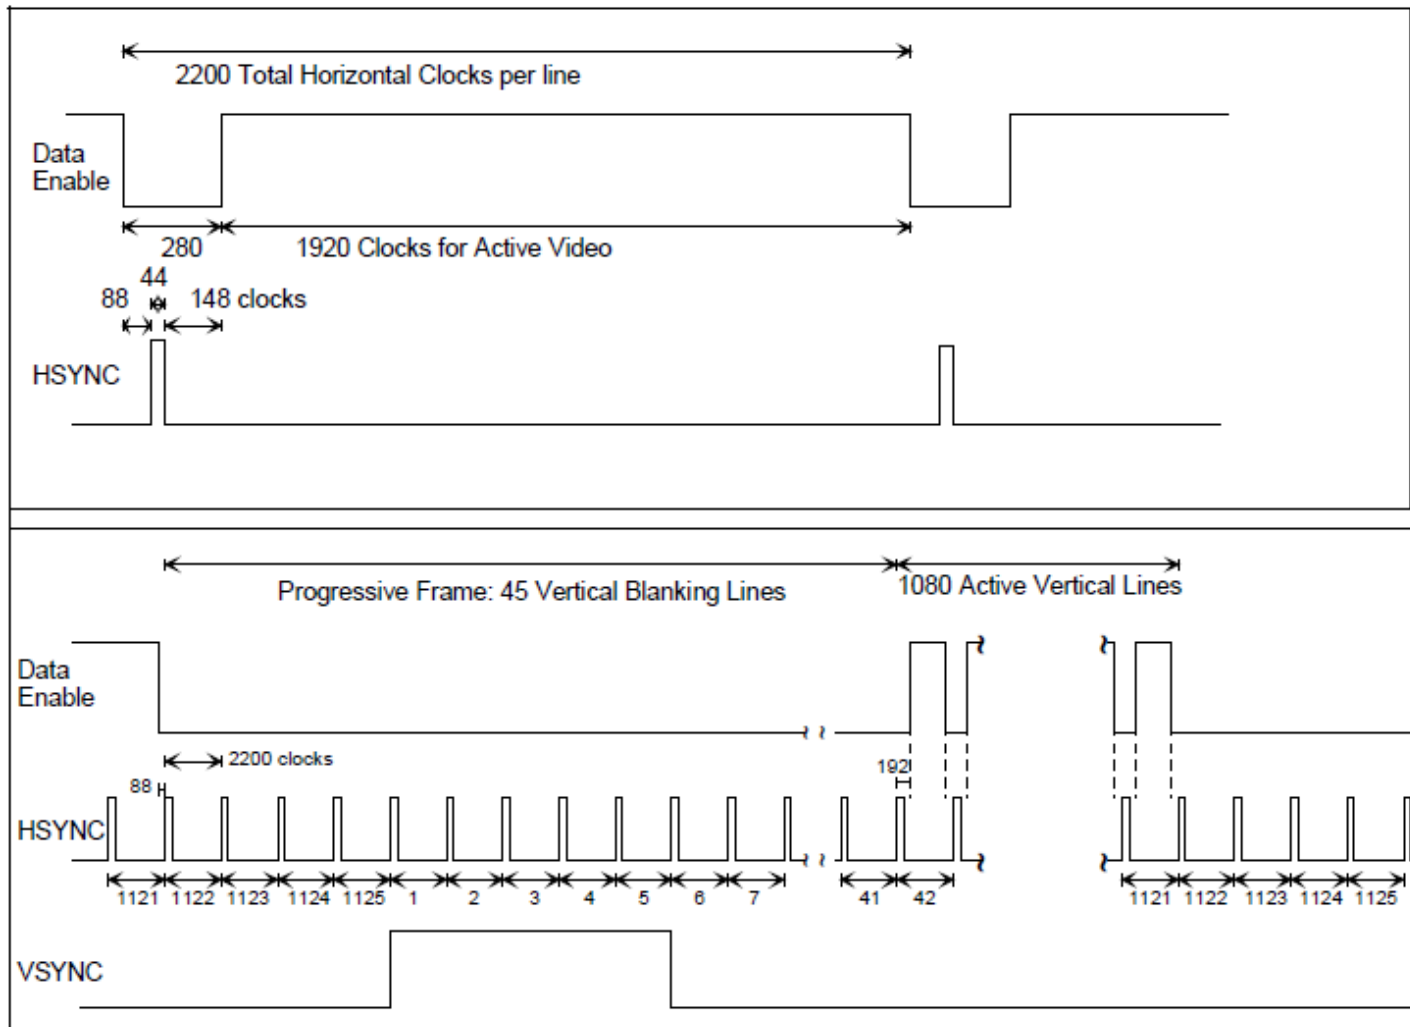 2200 Total Horizontal Clocks per line
Data
Enable
280
1920 Clocks for Active Video
44
88
148 clocks
HSYNC
Progressive Frame: 45 Vertical Blanking Lines
1080 Active Vertical Lines
Data
Enable
2200 clocks
88
192
HSYNC
1121 1122 1123 1124 1125 1 2 3 4 5 6 7 41 42 1121 1122 1123 1124 1125
VSYNC